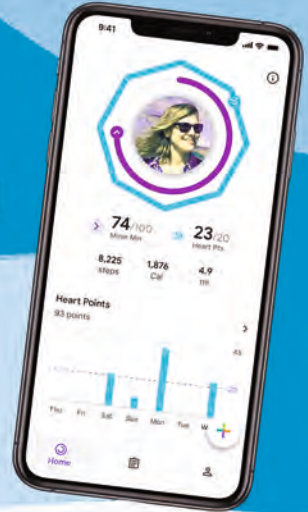 9:41
74/100 23/20
Move Min Heart Pts
8,225 1,876 4.9
steps Cal mi
Heart Points
93 points
45
Thu Fri Sat Sun Mon Tue W
Home